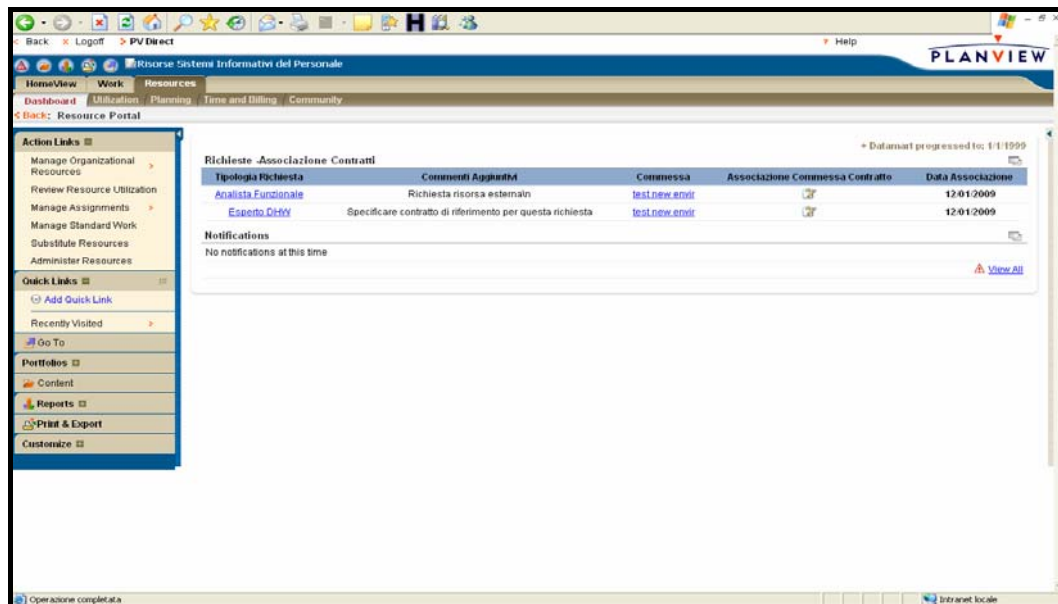 < Back × Logoff > PV Direct ? Help
PLANVIEW
Risorse Sistemi Informativi del Personale
HomeView Work Resources
Dashboard Utilization Planning Time and Billing Community
< Back: Resource Portal
Action Links
Manage Organizational Resources >
Review Resource Utilization
Manage Assignments >
Manage Standard Work
Substitute Resources
Administer Resources
Quick Links
Add Quick Link
Recently Visited >
Go To
Portfolios
Content
Reports
Print & Export
Customize
Datamart progressed to: 1/1/1999
Richieste -Associazione Contratti
Tipologia Richiesta Commenti Aggiuntivi Commessa Associazione Commessa Contratto Data Associazione
Analista Funzionale Richiesta risorsa esterna\n test new envir 12/01/2009
Esperto DHW Specificare contratto di riferimento per questa richiesta test new envir 12/01/2009
Notifications
No notifications at this time
View All
Operazione completata Intranet locale